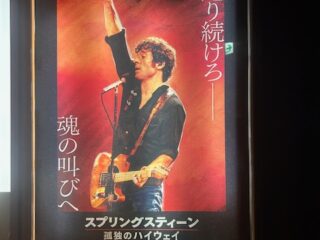 り続けろ——
魂の叫びへ
スプリングスティーン
孤独のハイウェイ